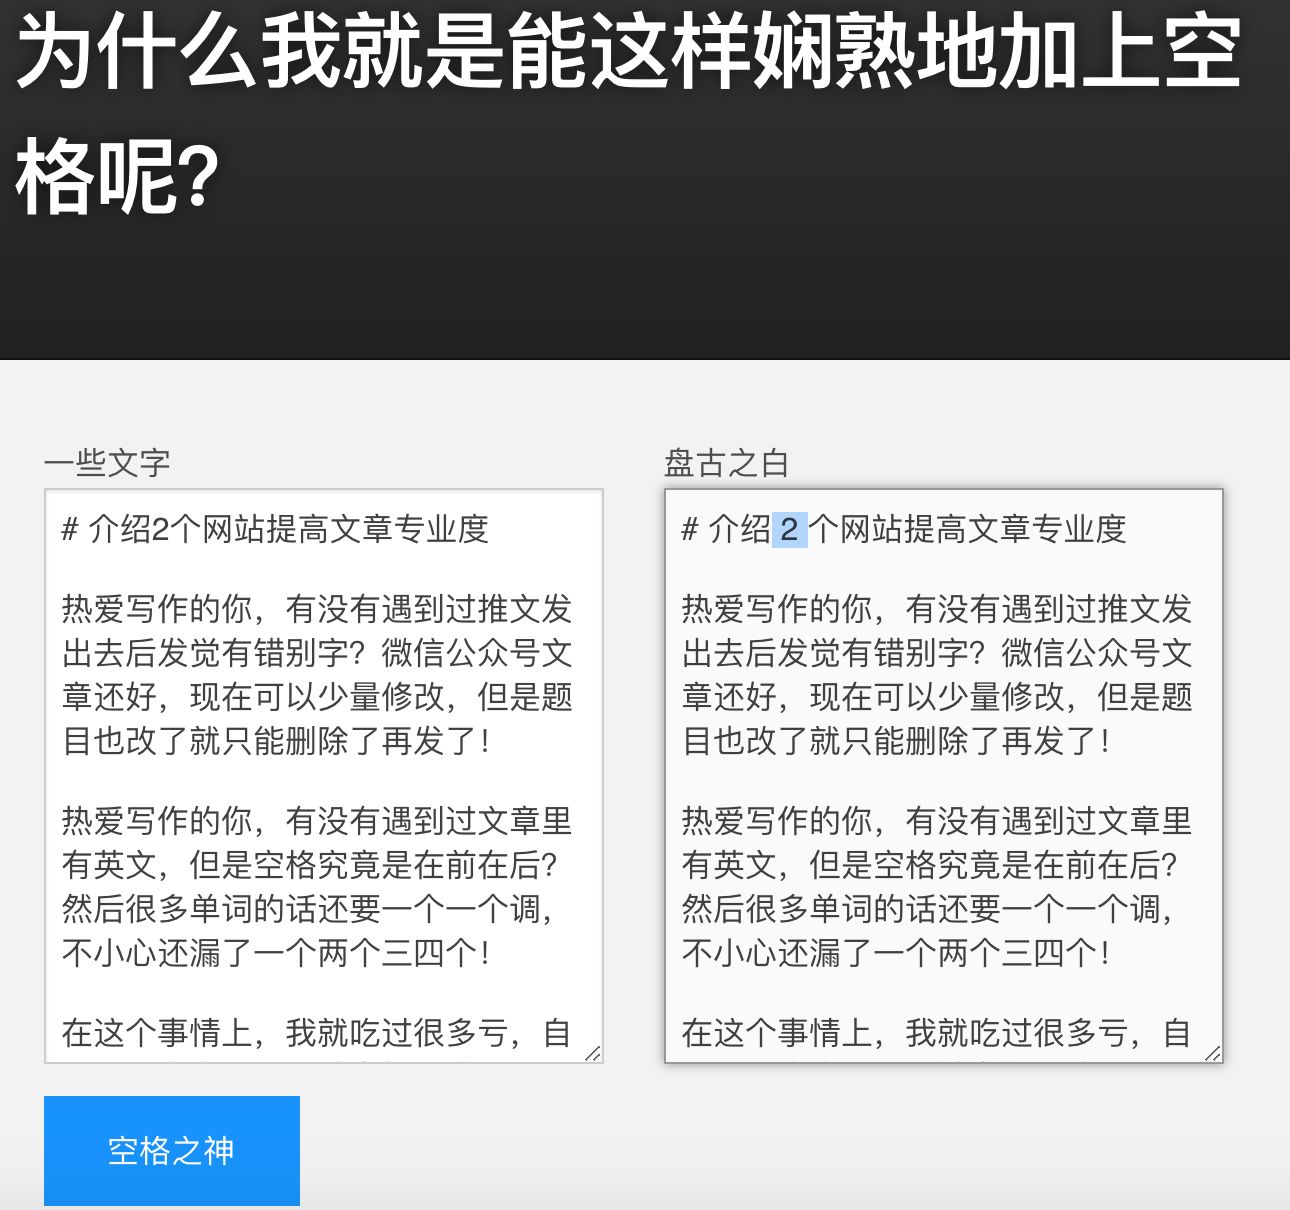 为什么我就是能这样娴熟地加上空
格呢?
一些文字
# 介绍2个网站提高文章专业度
热爱写作的你，有没有遇到过推文发
出去后发觉有错别字？微信公众号文
章还好，现在可以少量修改，但是题
目也改了就只能删除了再发了！
热爱写作的你，有没有遇到过文章里
有英文，但是空格究竟是在前在后？
然后很多单词的话还要一个一个调，
不小心还漏了一个两个三四个！
在这个事情上，我就吃过很多亏，自
盘古之白
# 介绍 2 个网站提高文章专业度
热爱写作的你，有没有遇到过推文发
出去后发觉有错别字？微信公众号文
章还好，现在可以少量修改，但是题
目也改了就只能删除了再发了！
热爱写作的你，有没有遇到过文章里
有英文，但是空格究竟是在前在后？
然后很多单词的话还要一个一个调，
不小心还漏了一个两个三四个！
在这个事情上，我就吃过很多亏，自
空格之神